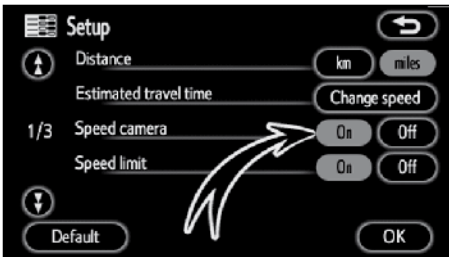 Setup
Distance km miles
Estimated travel time Change speed
1/3 Speed camera On Off
Speed limit On Off
Default OK